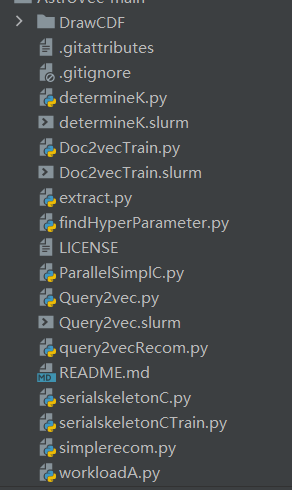 DrawCDF
.gitattributes
.gitignore
determineK.py
determineK.slurm
Doc2vecTrain.py
Doc2vecTrain.slurm
extract.py
findHyperParameter.py
LICENSE
ParallelSimplC.py
Query2vec.py
Query2vec.slurm
query2vecRecom.py
MD README.md
serialskeletonC.py
serialskeletonCTrain.py
simplerecom.py
workloadA.py